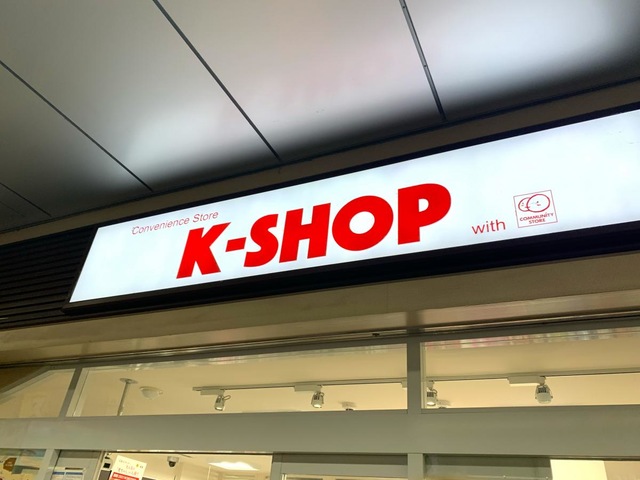 Convenience Store
K-SHOP
with
COMMUNITY
STORE